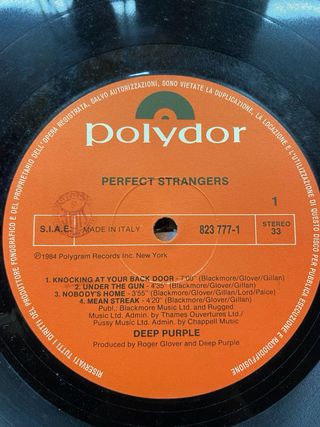 RISERVATI TUTTI I DIRITTI DEL PRODUTTORE FONOGRAFICO E DEL PROPRIETARIO DELL'OPERA REGISTRATA, SALVO AUTORIZZAZIONI, SONO VIETATE LA DUPLICAZIONE, DI QUESTO DISCO PER PUBBLICA ESECUZIONE E RADIODIFFUSIONE
polydor
PERFECT STRANGERS
1
S.I.A.E. MADE IN ITALY 823 777-1 STEREO
33
Ⓟ1984 Polygram Records Inc. New York
1. KNOCKING AT YOUR BACK DOOR - 7'00" (Blackmore/Glover/Gillan)
2. UNDER THE GUN - 4'35" (Blackmore/Glover/Gillan)
3. NOBODY'S HOME - 3'55" (Blackmore/Glover/Gillan/Lord/Paice)
4. MEAN STREAK - 4'20" (Blackmore/Glover/Gillan)
Publ. Blackmore Music Ltd. and Rugged
Music Ltd. Admin. by Thames Ouvertures Ltd./
Pussy Music Ltd. Admin. by Chappell Music
DEEP PURPLE
Produced by Roger Glover and Deep Purple